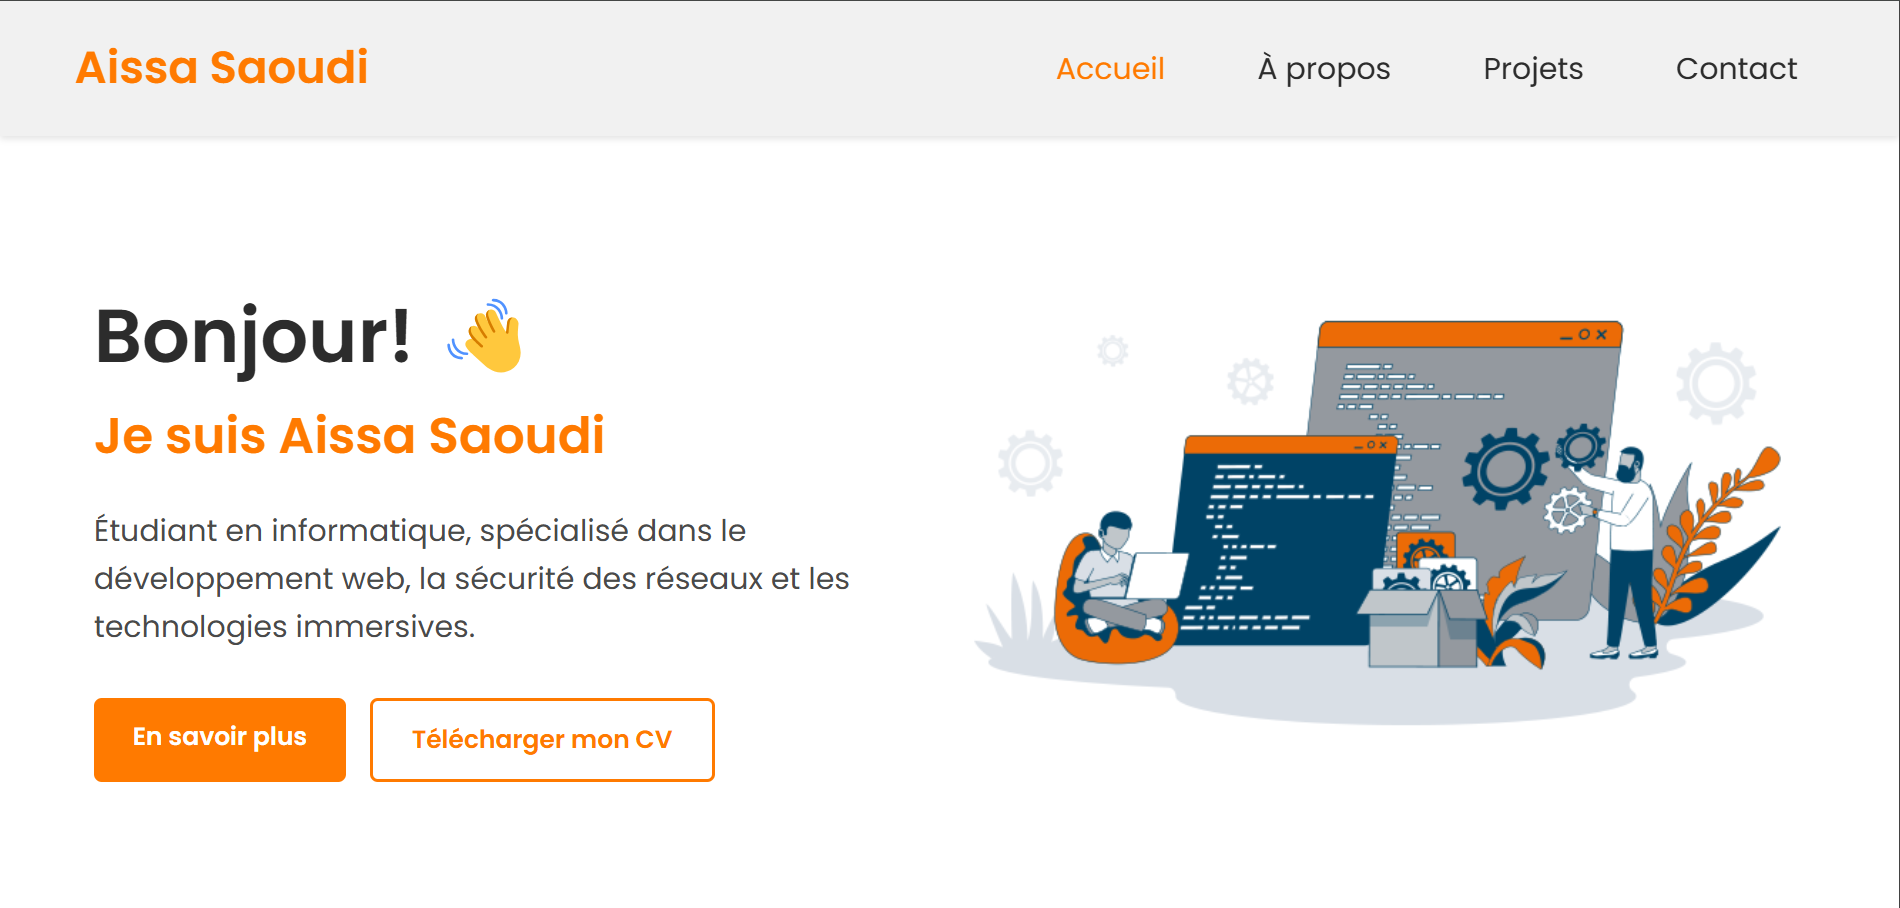 Aissa Saoudi
Accueil
À propos
Projets
Contact
Bonjour! 👋
Je suis Aissa Saoudi
Étudiant en informatique, spécialisé dans le
développement web, la sécurité des réseaux et les
technologies immersives.
En savoir plus
Télécharger mon CV